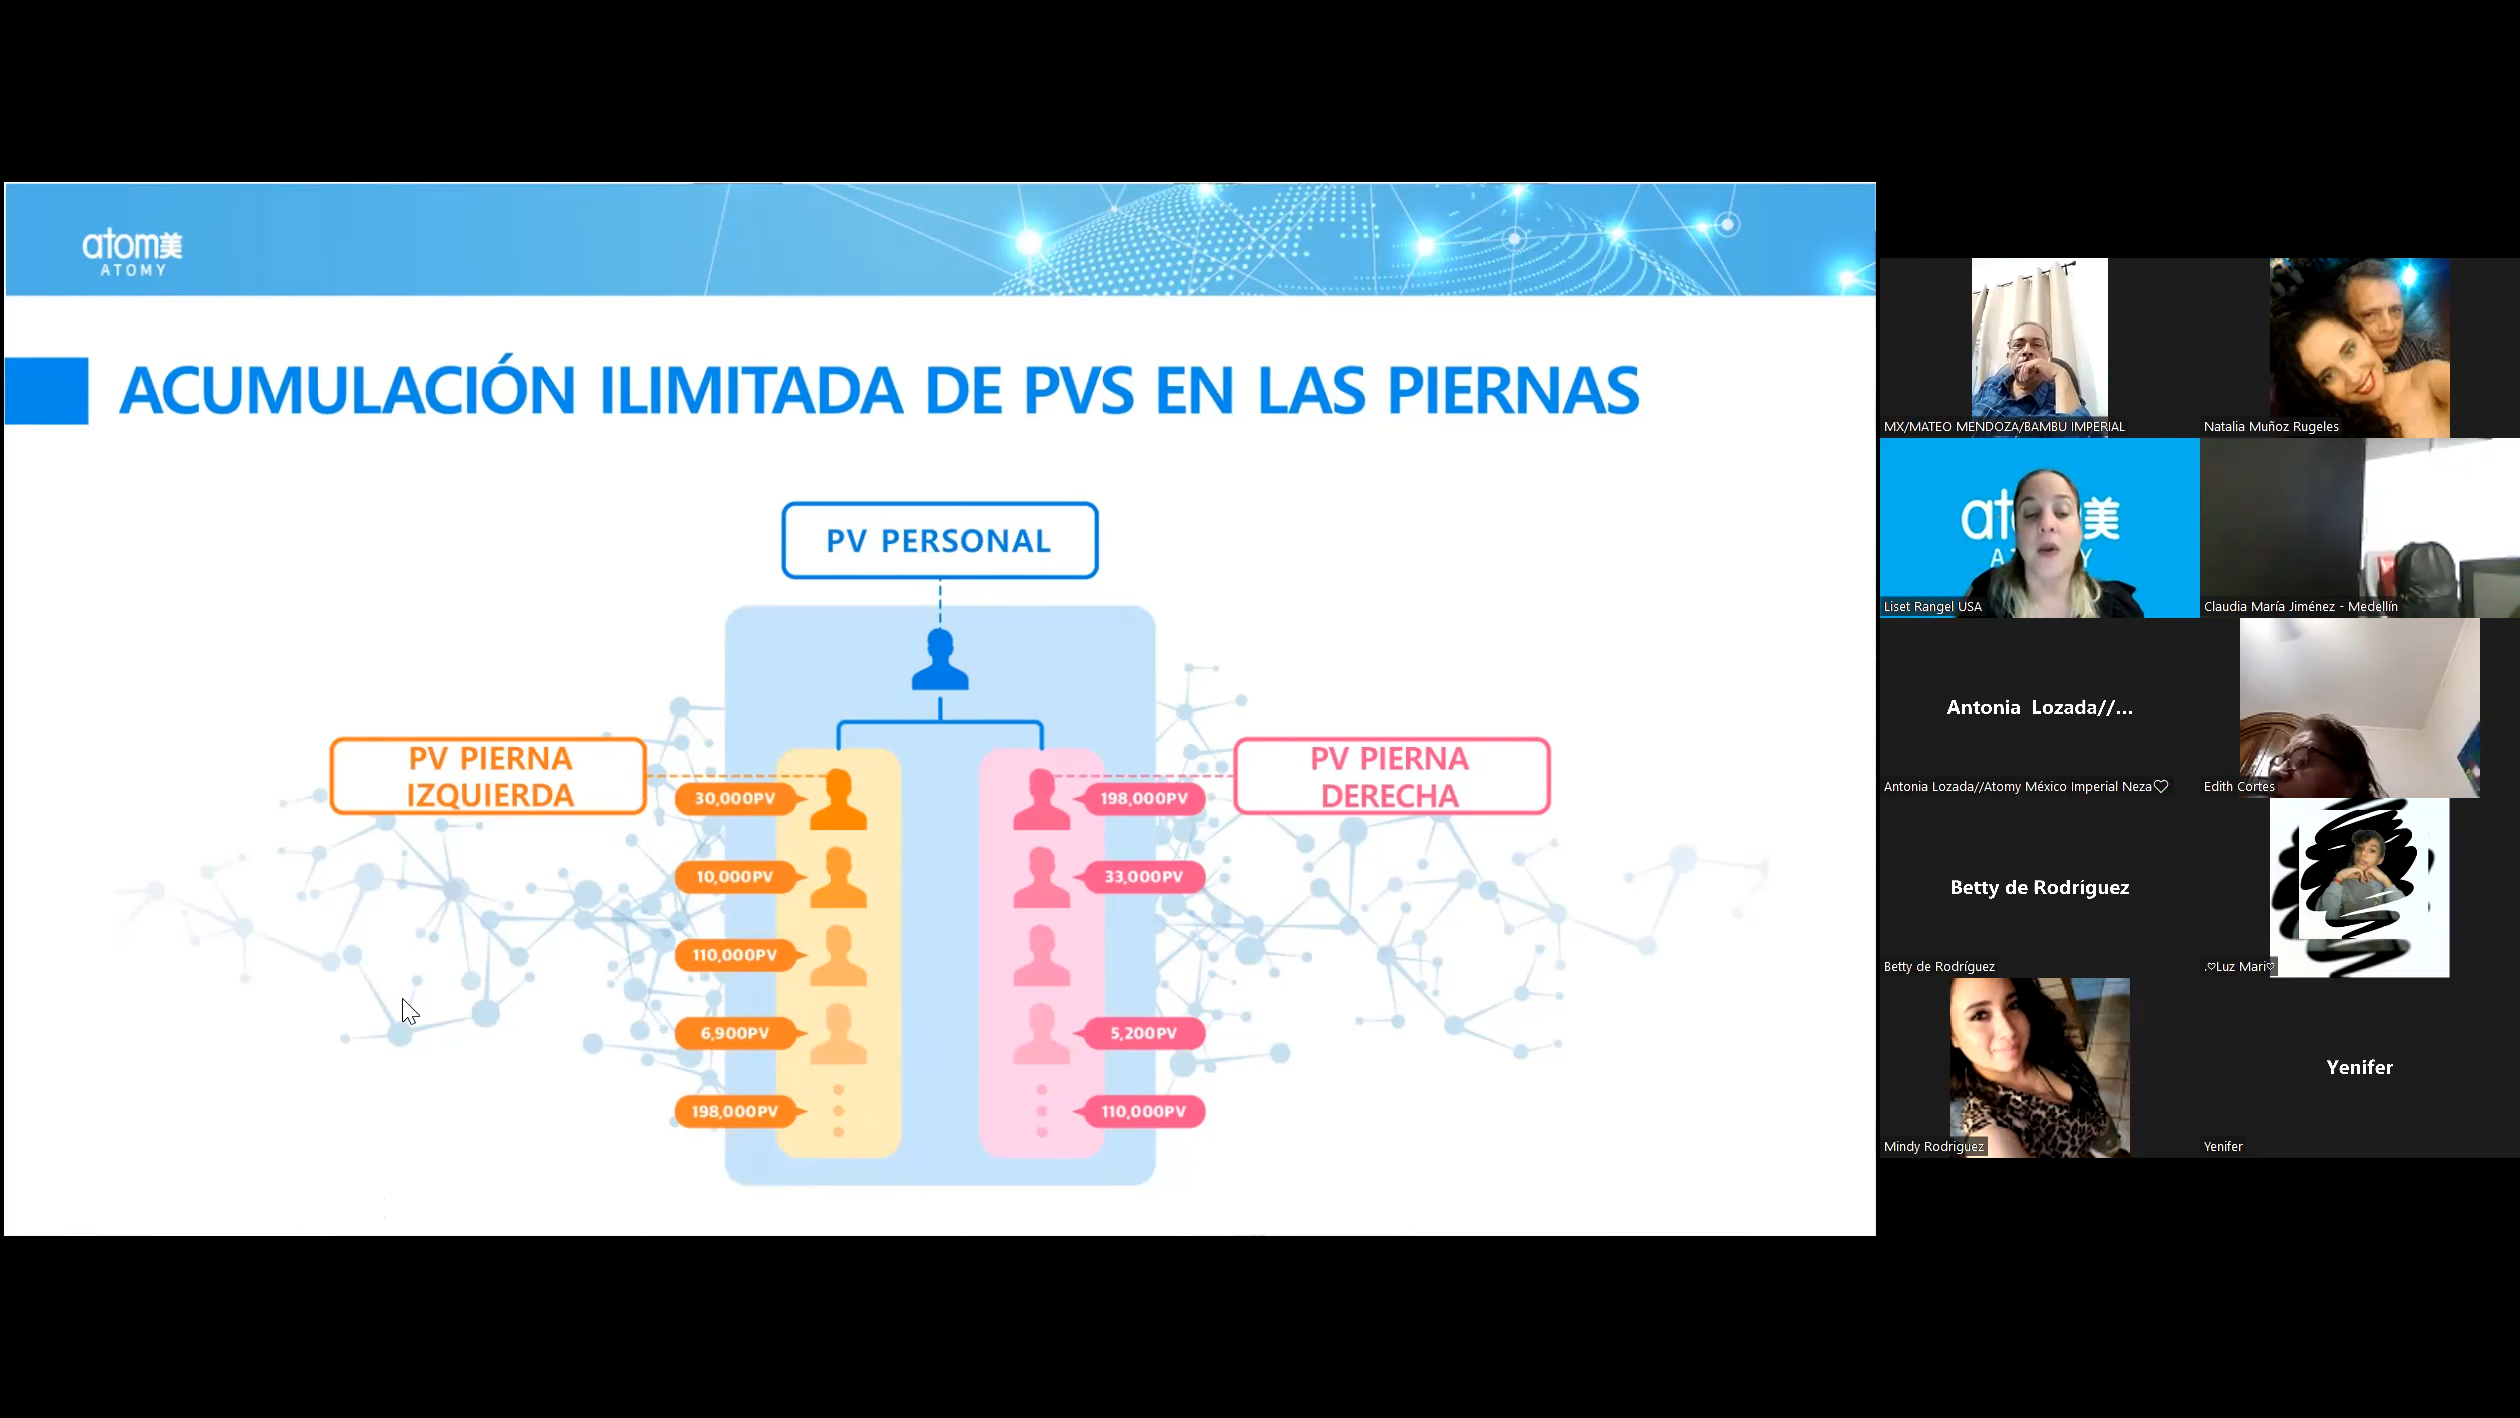 atom美
ATOMY
ACUMULACIÓN ILIMITADA DE PVS EN LAS PIERNAS
PV PERSONAL
PV PIERNA
IZQUIERDA
PV PIERNA
DERECHA
30,000PV
198,000PV
10,000PV
33,000PV
110,000PV
6,900PV
5,200PV
198,000PV
110,000PV
MX/MATEO MENDOZA/BAMBU IMPERIAL
Natalia Muñoz Rugeles
at 美
A Y
Liset Rangel USA
Claudia María Jiménez - Medellín
Antonia Lozada//...
Antonia Lozada//Atomy México Imperial Neza♡
Edith Cortes
Betty de Rodríguez
Betty de Rodríguez
.♡Luz Mari♡
Mindy Rodriguez
Yenifer
Yenifer